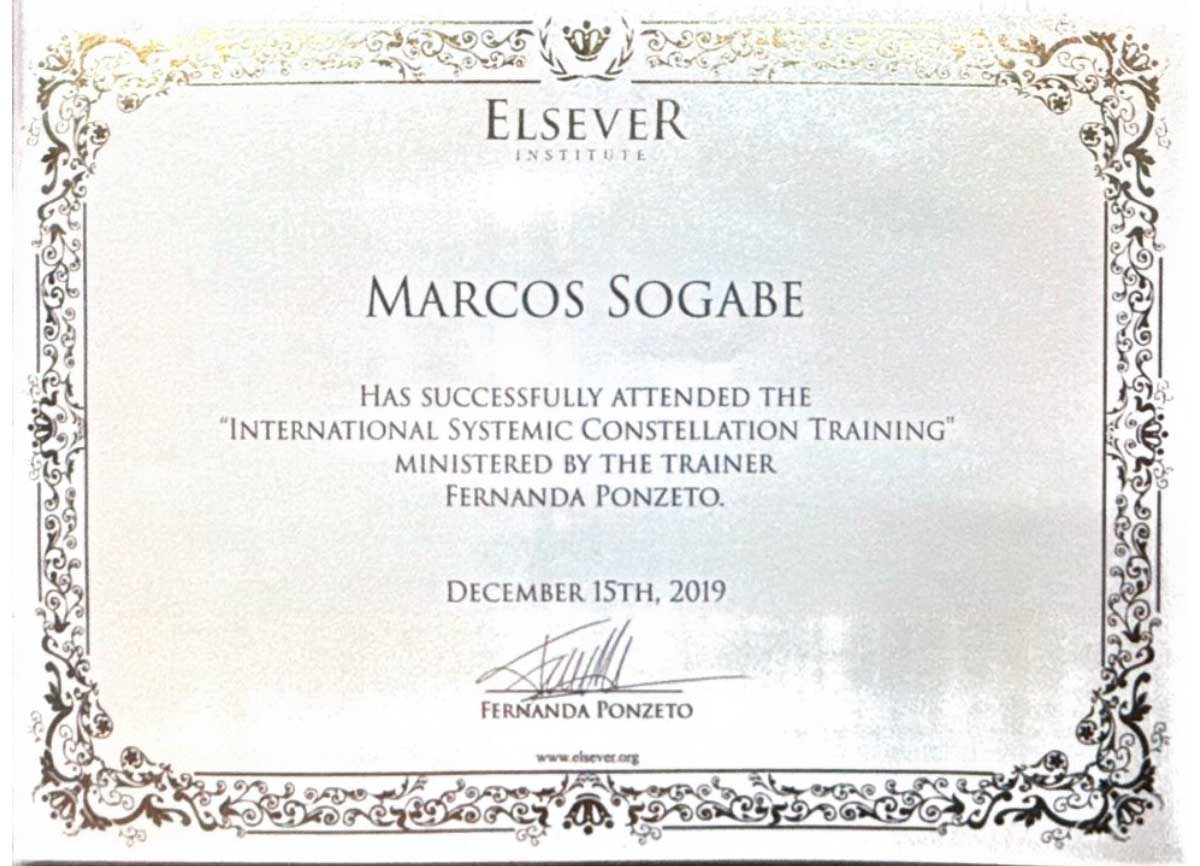 ELSEVER
INSTITUTE
MARCOS SOGABE
HAS SUCCESSFULLY ATTENDED THE
“INTERNATIONAL SYSTEMIC CONSTELLATION TRAINING”
MINISTERED BY THE TRAINER
FERNANDA PONZETO.
DECEMBER 15TH, 2019
FERNANDA PONZETO
www.elsever.org